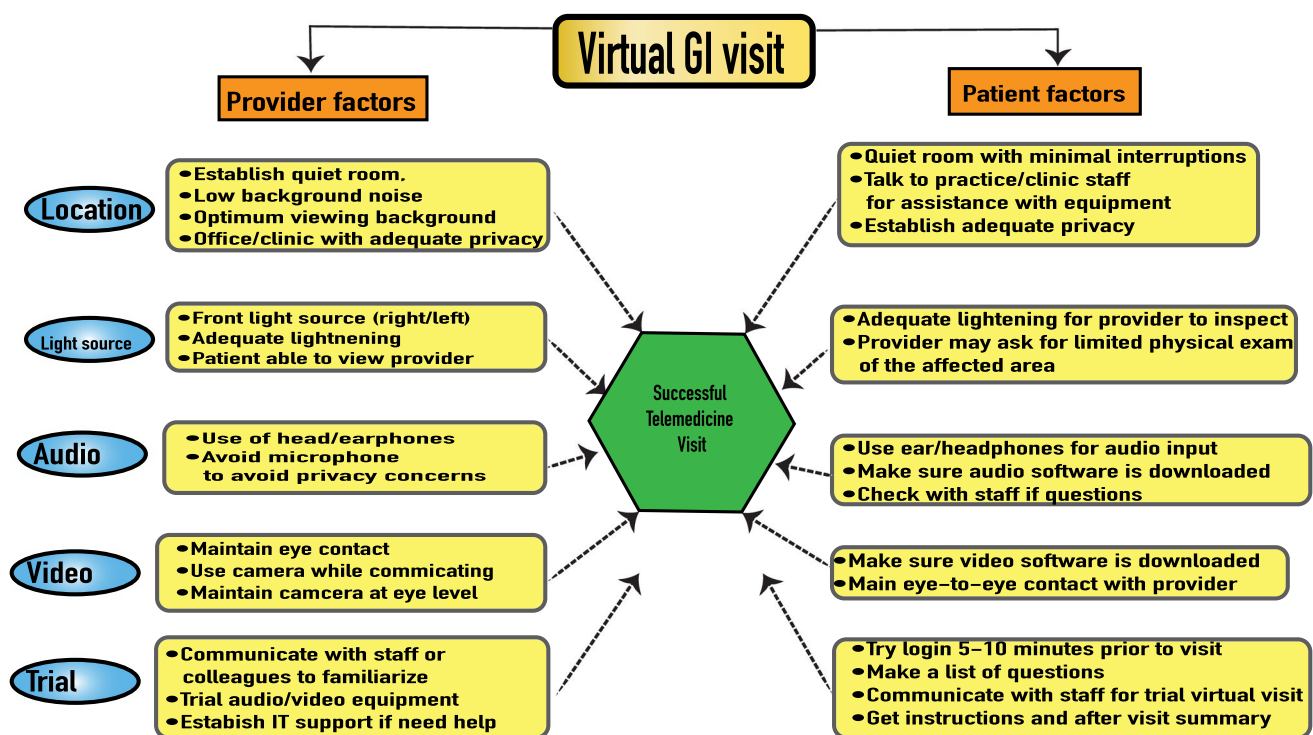 Virtual GI visit
Provider factors
Patient factors
Location
•Establish quiet room.
•Low background noise
•Optimum viewing background
•Office/clinic with adequate privacy
•Quiet room with minimal interruptions
•Talk to practice/clinic staff
for assistance with equipment
•Establish adequate privacy
Light source
•Front light source (right/left)
•Adequate lightnening
•Patient able to view provider
•Adequate lightening for provider to inspect
•Provider may ask for limited physical exam
of the affected area
Successful
Telemedicine
Visit
Audio
•Use of head/earphones
•Avoid microphone
to avoid privacy concerns
•Use ear/headphones for audio input
•Make sure audio software is downloaded
•Check with staff if questions
Video
•Maintain eye contact
•Use camera while commicating
•Maintain camcera at eye level
•Make sure video software is downloaded
•Main eye-to-eye contact with provider
Trial
•Communicate with staff or
colleagues to familiarize
•Trial audio/video equipment
•Estabish IT support if need help
•Try login 5-10 minutes prior to visit
•Make a list of questions
•Communicate with staff for trial virtual visit
•Get instructions and after visit summary